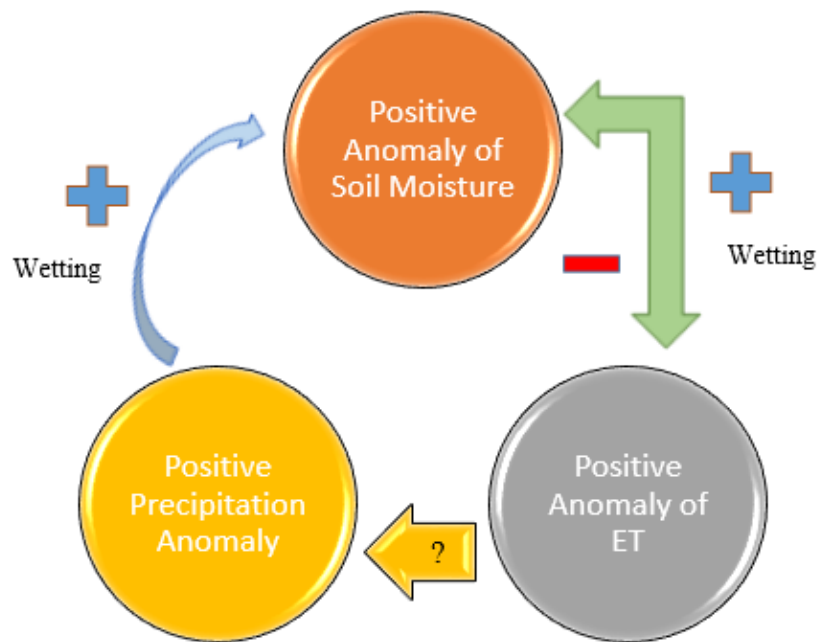 Positive
Anomaly of
Soil Moisture
Wetting
Wetting
Positive
Precipitation
Anomaly
?
Positive
Anomaly of
ET